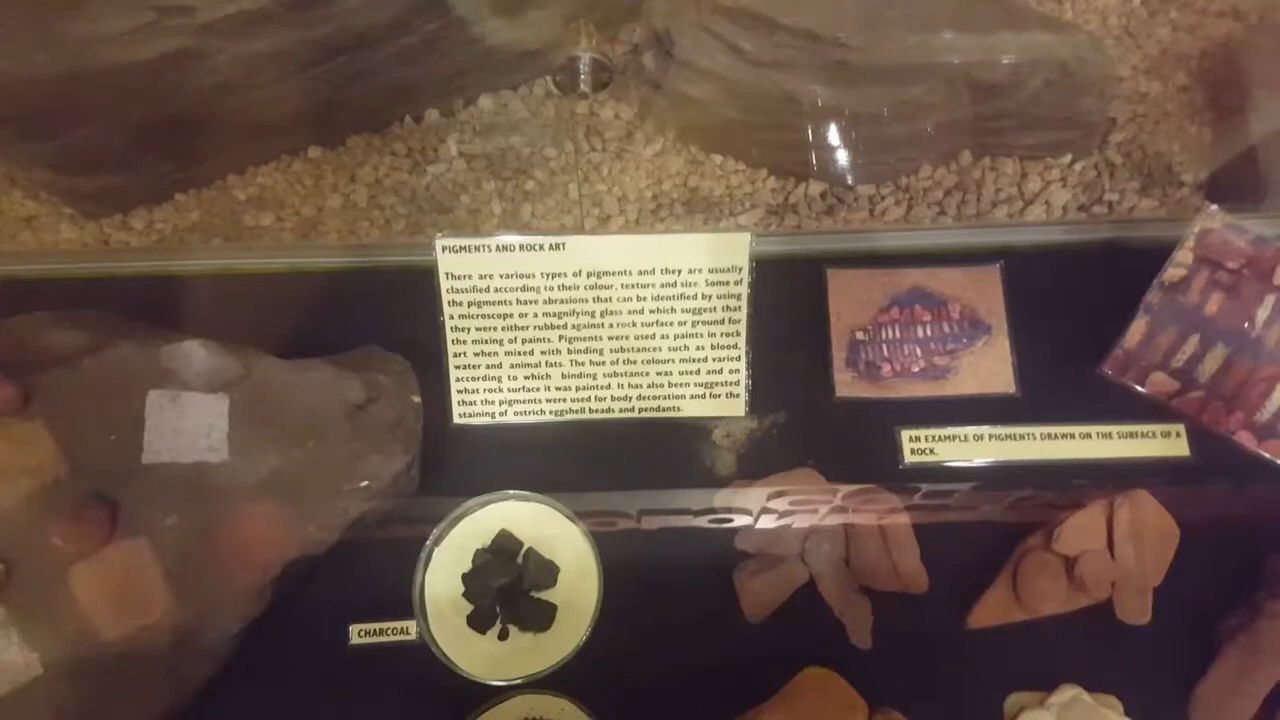 PIGMENTS AND ROCK ART
There are various types of pigments and they are usually
classified according to their colour, texture and size. Some of
the pigments have abrasions that can be identified by using
a microscope or a magnifying glass and which suggest that
they were either rubbed against a rock surface or ground for
the mixing of paints. Pigments were used as paints in rock
art when mixed with binding substances such as blood,
water and animal fats. The hue of the colours mixed varied
according to which binding substance was used and on
what rock surface it was painted. It has also been suggested
that the pigments were used for body decoration and for the
staining of ostrich eggshell beads and pendants.
AN EXAMPLE OF PIGMENTS DRAWN ON THE SURFACE OF A
ROCK.
CHARCOAL